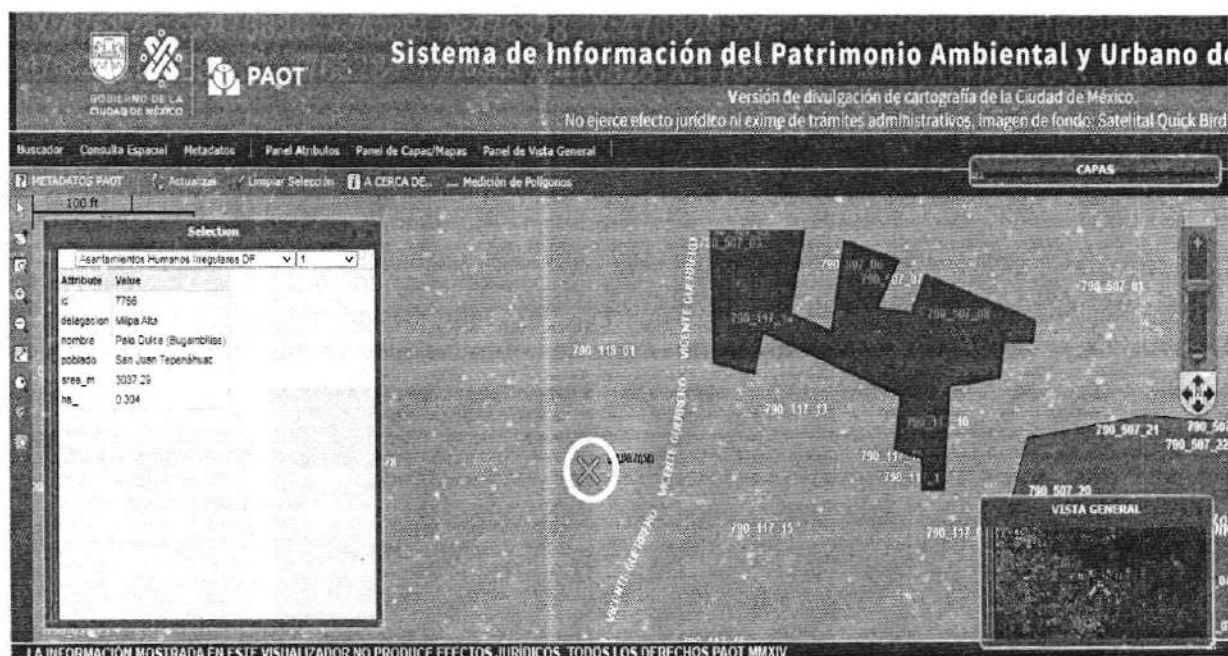 GOBIERNO DE LA
CIUDAD DE MÉXICO
PAOT
Sistema de Información del Patrimonio Ambiental y Urbano de
Versión de divulgación de cartografía de la Ciudad de México.
No ejerce efecto jurídico ni exime de trámites administrativos. Imagen de fondo: Satelital Quick Bird
Buscador Consulta Espacial Metadatos Panel Atributos Panel de Capas/Mapas Panel de Vista General
CAPAS
METADATOS PAOT Actualizar Limpiar Selección A CERCA DE.. Medición de Polígonos
100 ft
Selection
Asentamientos Humanos Irregulares DF 1
Attribute Value
id 7766
delegacion Milpa Alta
nombre Palo Dulce (Bugambilias)
poblado San Juan Tepenáhuac
area_m 3037.29
ha_ 0.304
VICENTE GUERRERO
790_507_01
790_507_08
790_118_01
VICENTE GUERRERO
790_117_13
790_507_21
790_507_22
790_507_20
790_117_15
VICENTE GUERRERO
VISTA GENERAL
LA INFORMACIÓN MOSTRADA EN ESTE VISUALIZADOR NO PRODUCE EFECTOS JURÍDICOS. TODOS LOS DERECHOS PAOT MMXIV